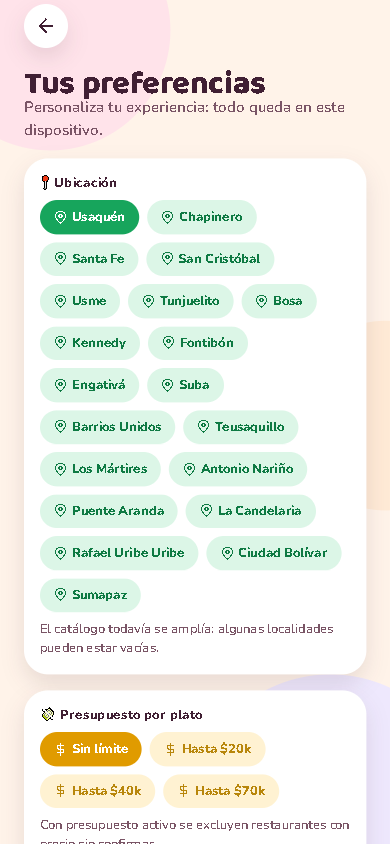 Tus preferencias
Personaliza tu experiencia: todo queda en este
dispositivo.
Ubicación
Usaquén
Chapinero
Santa Fe
San Cristóbal
Usme
Tunjuelito
Bosa
Kennedy
Fontibón
Engativá
Suba
Barrios Unidos
Teusaquillo
Los Mártires
Antonio Nariño
Puente Aranda
La Candelaria
Rafael Uribe Uribe
Ciudad Bolívar
Sumapaz
El catálogo todavía se amplía: algunas localidades
pueden estar vacías.
Presupuesto por plato
$ Sin límite
$ Hasta $20k
$ Hasta $40k
$ Hasta $70k
Con presupuesto activo se excluyen restaurantes con
precio sin confirmar.